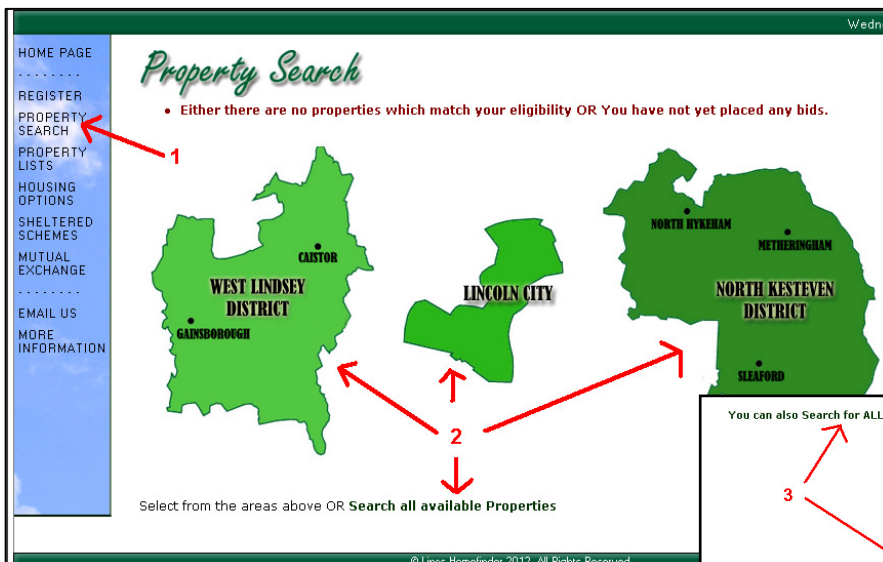 Wedn
HOME PAGE
--------
REGISTER
PROPERTY
SEARCH
PROPERTY
LISTS
HOUSING
OPTIONS
SHELTERED
SCHEMES
MUTUAL
EXCHANGE
--------
EMAIL US
MORE
INFORMATION
1
Property Search
• Either there are no properties which match your eligibility OR You have not yet placed any bids.
CAISTOR
WEST LINDSEY
DISTRICT
GAINSBOROUGH
LINCOLN CITY
NORTH HYKEHAM
METHERINGHAM
NORTH KESTEVEN
DISTRICT
SLEAFORD
2
Select from the areas above OR Search all available Properties
You can also Search for ALL
3
© Lincs Homefinder 2012. All Rights Reserved